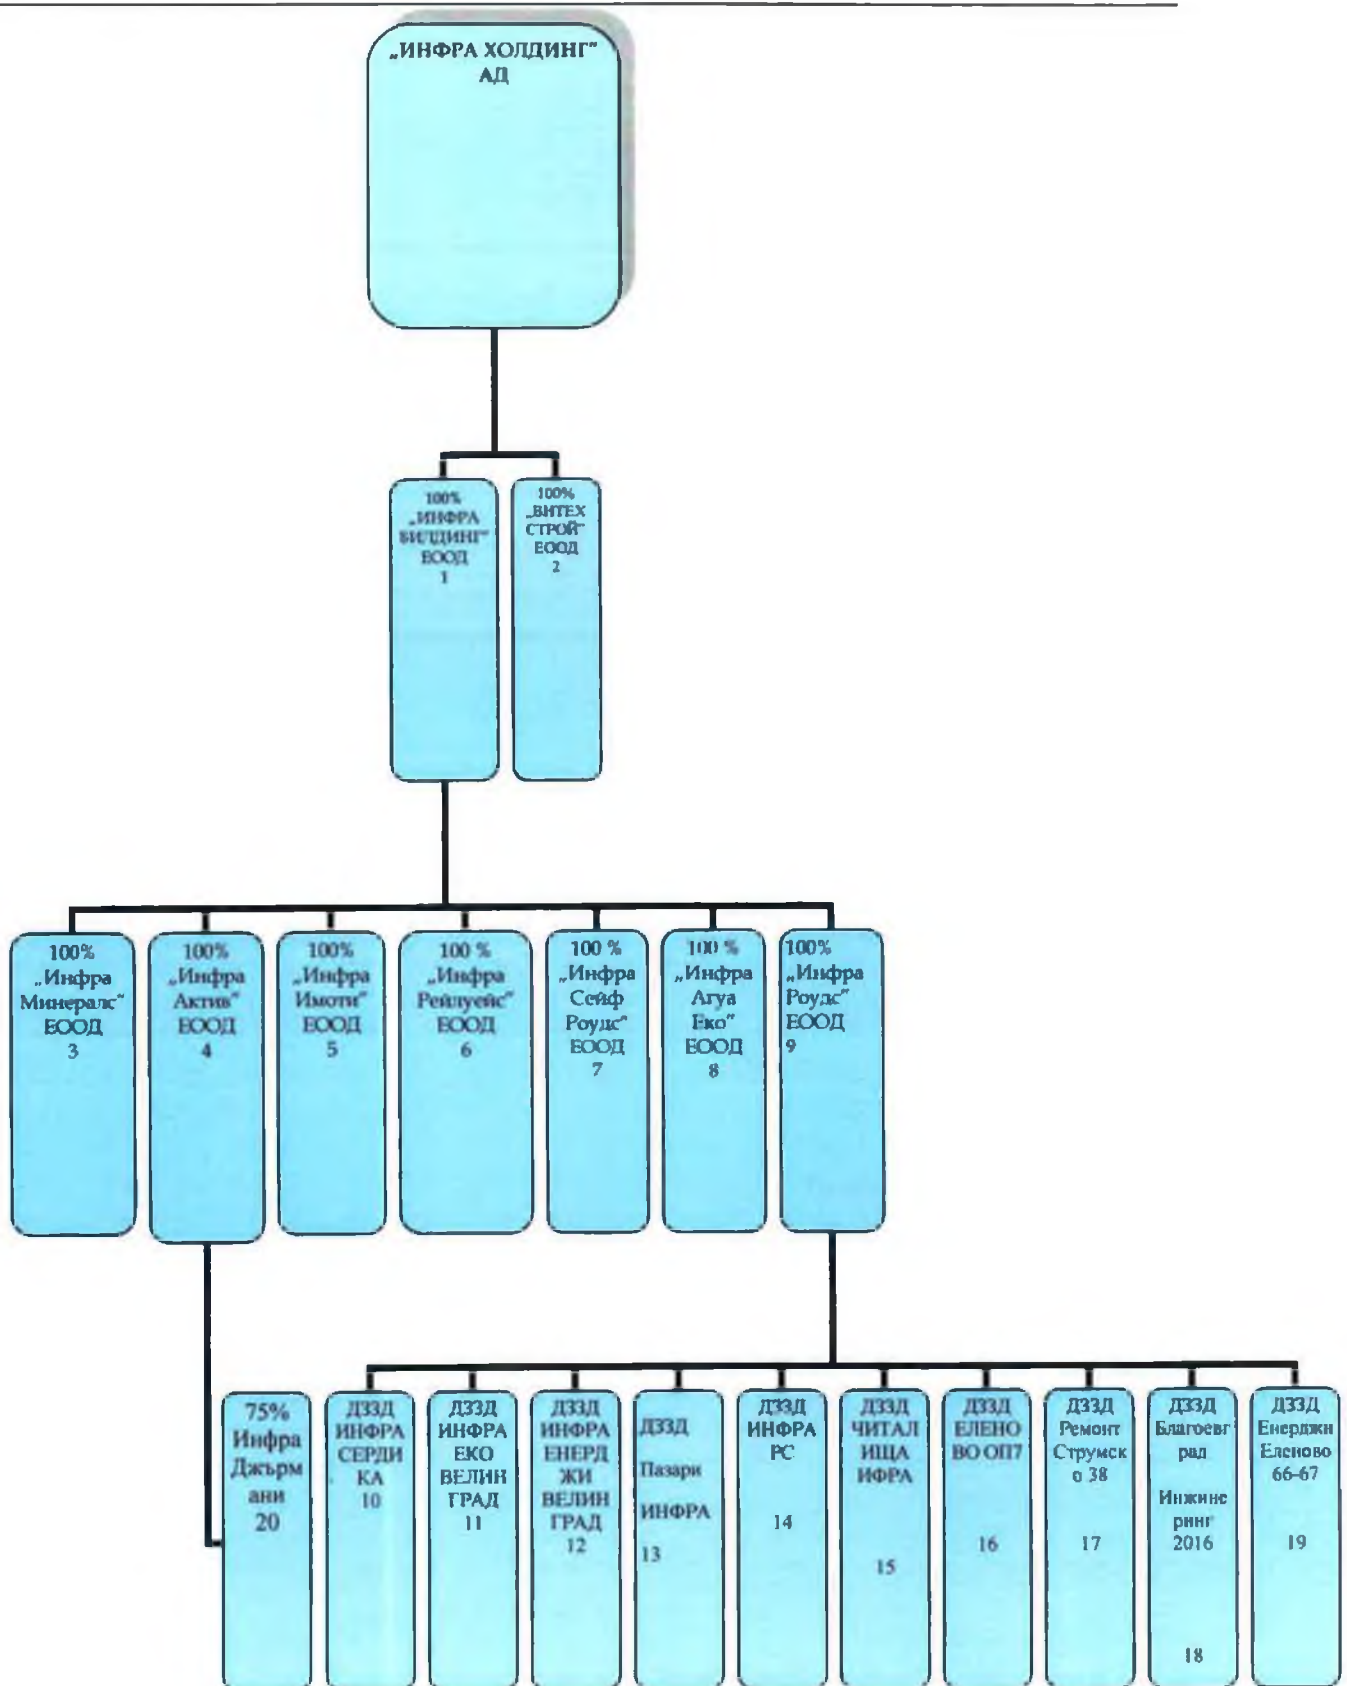 „ИНФРА ХОЛДИНГ“
АД
100%
„ИНФРА
БИЛДИНГ“
ЕООД
1
100%
„ВИТЕХ
СТРОЙ“
ЕООД
2
100%
„Инфра
Минералс“
ЕООД
3
100%
„Инфра
Актив“
ЕООД
4
100%
„Инфра
Имоти“
ЕООД
5
100 %
„Инфра
Рейлуейс“
ЕООД
6
100 %
„Инфра
Сейф
Роудс“
ЕООД
7
100 %
„Инфра
Агуа
Еко“
ЕООД
8
100%
„Инфра
Роудс“
ЕООД
9
75%
Инфра
Джърм
ани
20
ДЗЗД
ИНФРА
СЕРДИ
КА
10
ДЗЗД
ИНФРА
ЕКО
ВЕЛИН
ГРАД
11
ДЗЗД
ИНФРА
ЕНЕРД
ЖИ
ВЕЛИН
ГРАД
12
ДЗЗД
Пазари
ИНФРА
13
ДЗЗД
ИНФРА
РС
14
ДЗЗД
ЧИТАЛ
ИЩА
ИФРА
15
ДЗЗД
ЕЛЕНО
ВО ОП7
16
ДЗЗД
Ремонт
Струмск
о 38
17
ДЗЗД
Благоевг
рад
Инжине
ринг
2016
18
ДЗЗД
Енерджи
Еленово
66-67
19